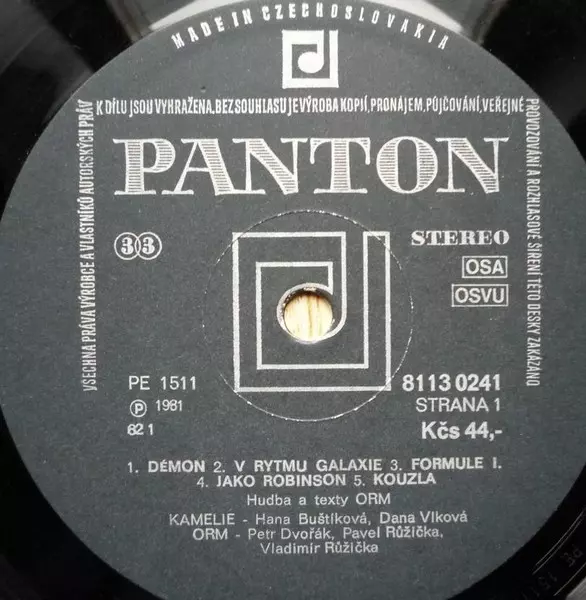 MADE IN CZECHOSLOVAKIA
VŠECHNA PRÁVA VÝROBCE A VLASTNÍKŮ AUTORSKÝCH PRÁV
K DÍLU JSOU VYHRAŽENA. BEZ SOUHLASU JE VÝROBA KOPIÍ, PRONÁJEM, PŮJČOVÁNÍ, VEŘEJNÉ
PROVOZOVÁNÍ A ROZHLASOVÉ ŠÍŘENÍ TÉTO DESKY ZAKÁZÁNO
PANTON
33
STEREO
OSA
OSVU
PE 1511
8113 0241
Ⓟ 1981
STRANA 1
62 1
Kčs 44,-
1. DÉMON 2. V RYTMU GALAXIE 3. FORMULE I.
4. JAKO ROBINSON 5. KOUZLA
Hudba a texty ORM
KAMELIE - Hana Buštíková, Dana Vlková
ORM - Petr Dvořák, Pavel Růžička,
Vladimír Růžička